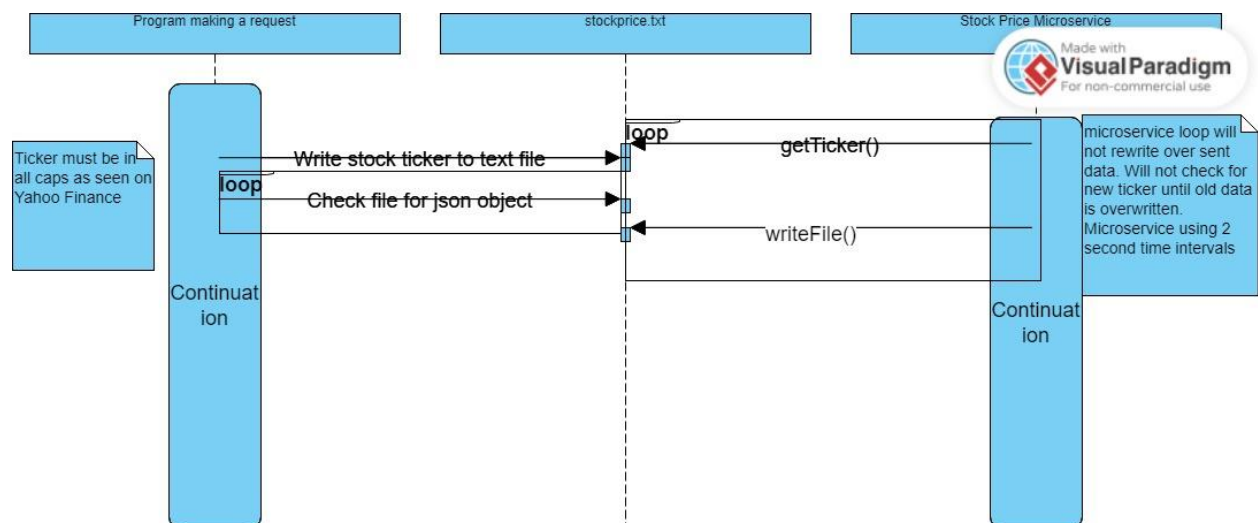 Program making a request
stockprice.txt
Stock Price Microservice
Made with
Visual Paradigm
For non-commercial use
Ticker must be in
all caps as seen on
Yahoo Finance
loop
getTicker()
Write stock ticker to text file
loop
Check file for json object
writeFile()
microservice loop will
not rewrite over sent
data. Will not check for
new ticker until old data
is overwritten.
Microservice using 2
second time intervals
Continuat
ion
Continuat
ion